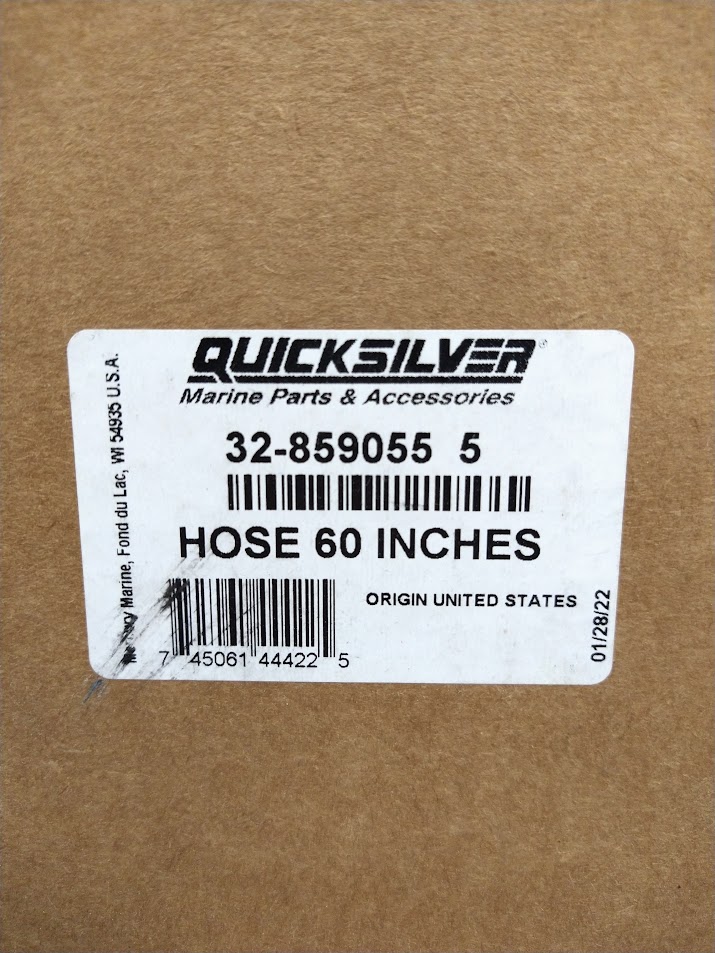 QUICKSILVER®
Marine Parts & Accessories
32-859055 5
HOSE 60 INCHES
ORIGIN UNITED STATES
7 45061 44422 5
Marine, Fond du Lac, WI 54935 U.S.A.
01/28/22